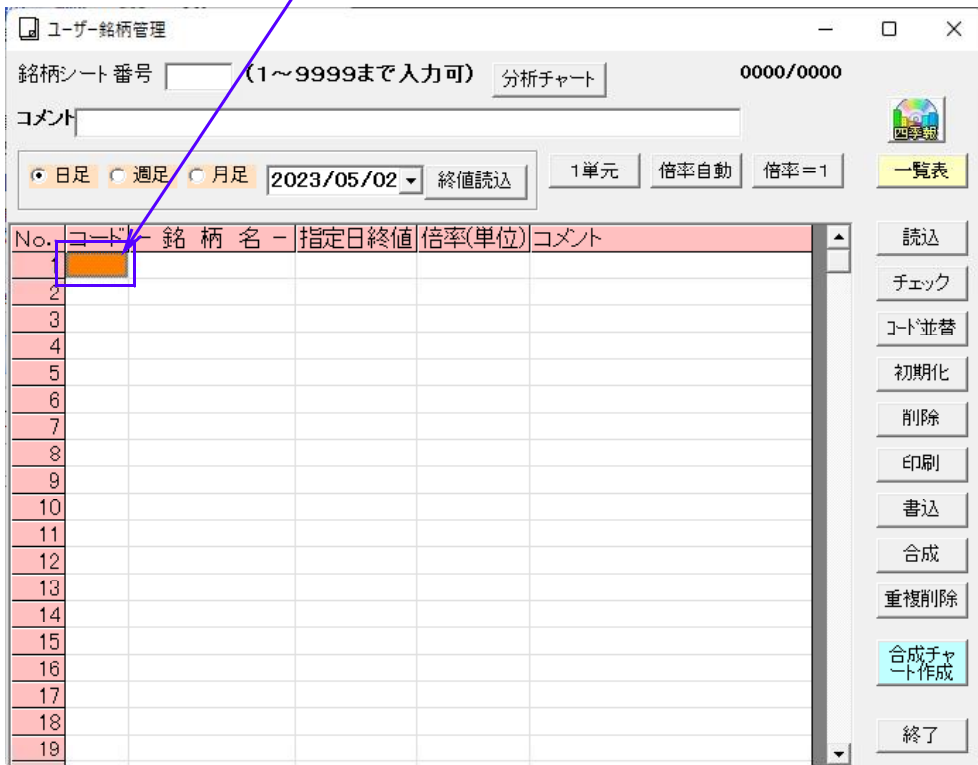 ユーザー銘柄管理
銘柄シート番号 (1～9999まで入力可) 分析チャート 0000/0000
コメント
四季報
日足 週足 月足 2023/05/02 終値読込 1単元 倍率自動 倍率=1 一覧表
No. コード - 銘 柄 名 - 指定日終値 倍率(単位) コメント
読込
1
チェック
2
3
コード並替
4
5
初期化
6
7
削除
8
9
印刷
10
書込
11
12
合成
13
14
重複削除
15
16
合成チャート作成
17
18
19
終了